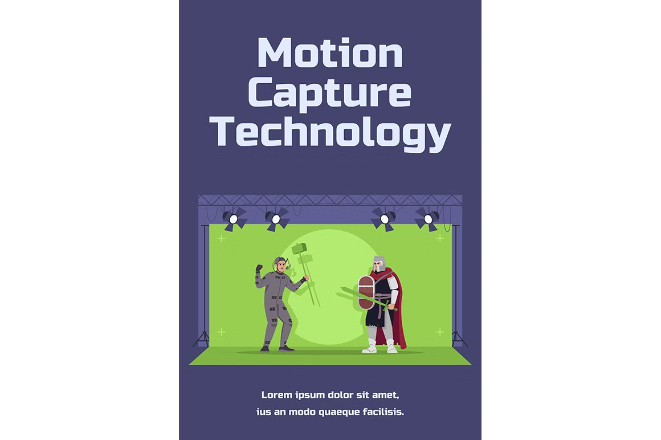 Motion
Capture
Technology
Lorem ipsum dolor sit amet,
ius an modo quaeque facilisis.